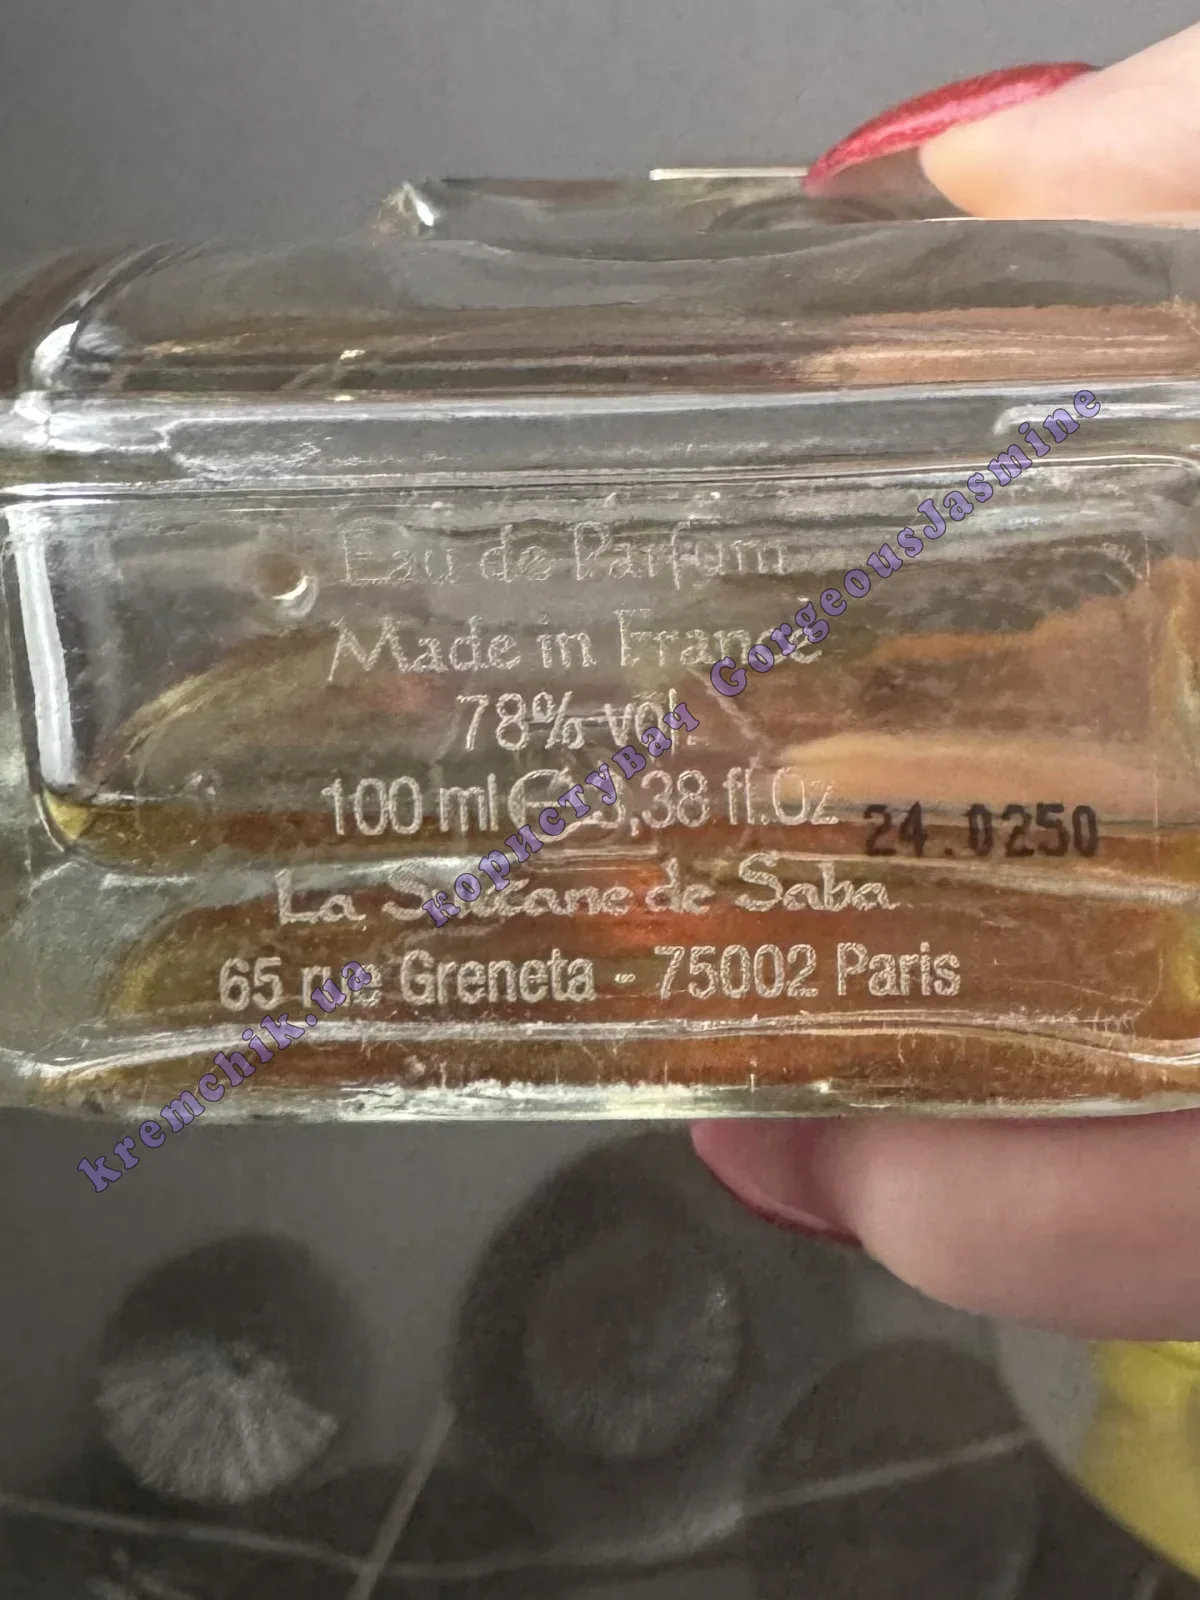 Eau de Parfum
Made in France
78% vol.
100 ml ℮ 3,38 fl.Oz
24.0250
La Sultane de Saba
65 rue Greneta - 75002 Paris
kremchik.ua користувач GorgeousJasmine